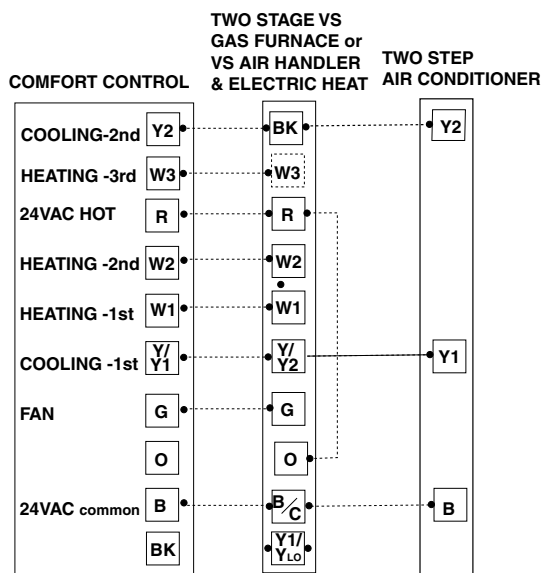 TWO STAGE VS
GAS FURNACE or
VS AIR HANDLER
& ELECTRIC HEAT
TWO STEP
AIR CONDITIONER
COMFORT CONTROL
COOLING-2nd Y2 BK Y2
HEATING -3rd W3 W3
24VAC HOT R R
HEATING -2nd W2 W2
HEATING -1st W1 W1
COOLING -1st Y/ Y1 Y/ Y2 Y1
FAN G G
O O
24VAC common B B/C B
BK Y1/ YLO